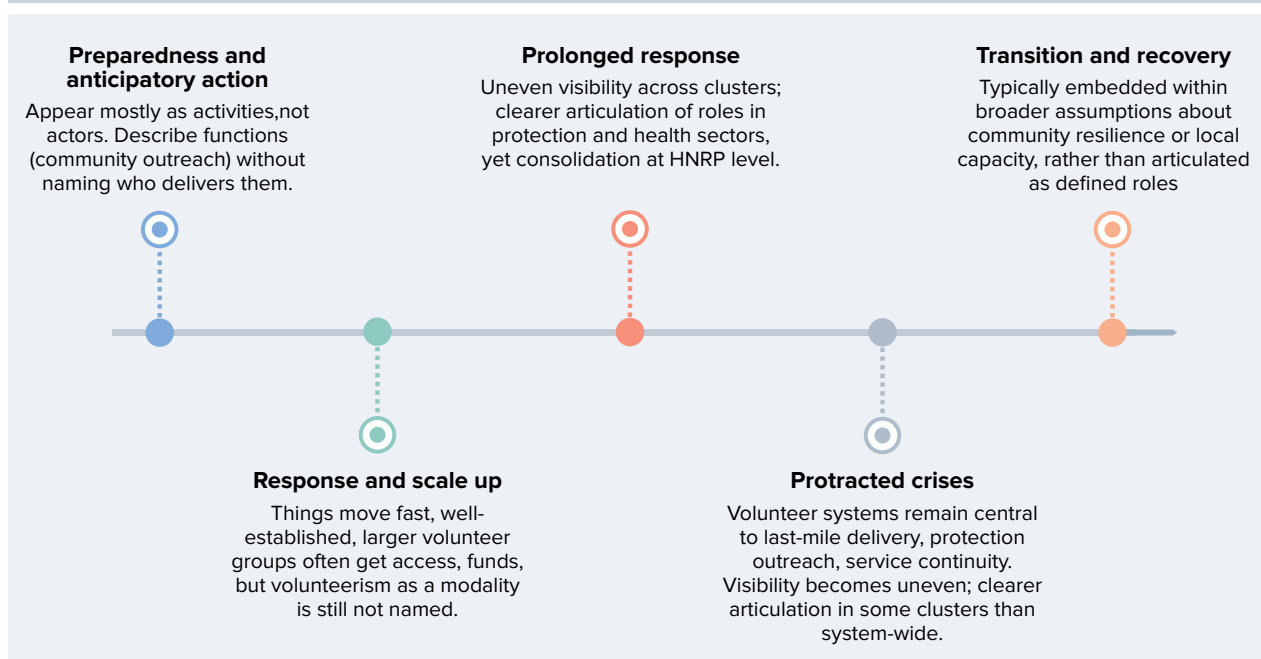 Preparedness and
anticipatory action
Appear mostly as activities,not
actors. Describe functions
(community outreach) without
naming who delivers them.
Response and scale up
Things move fast, well-
established, larger volunteer
groups often get access, funds,
but volunteerism as a modality
is still not named.
Prolonged response
Uneven visibility across clusters;
clearer articulation of roles in
protection and health sectors,
yet consolidation at HNRP level.
Protracted crises
Volunteer systems remain central
to last-mile delivery, protection
outreach, service continuity.
Visibility becomes uneven; clearer
articulation in some clusters than
system-wide.
Transition and recovery
Typically embedded within
broader assumptions about
community resilience or local
capacity, rather than articulated
as defined roles